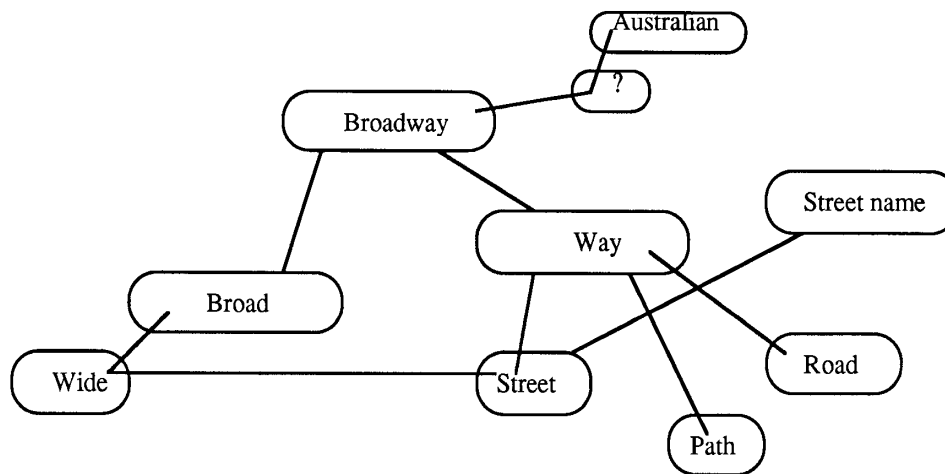 Australian
?
Broadway
Street name
Way
Broad
Road
Wide
Street
Path